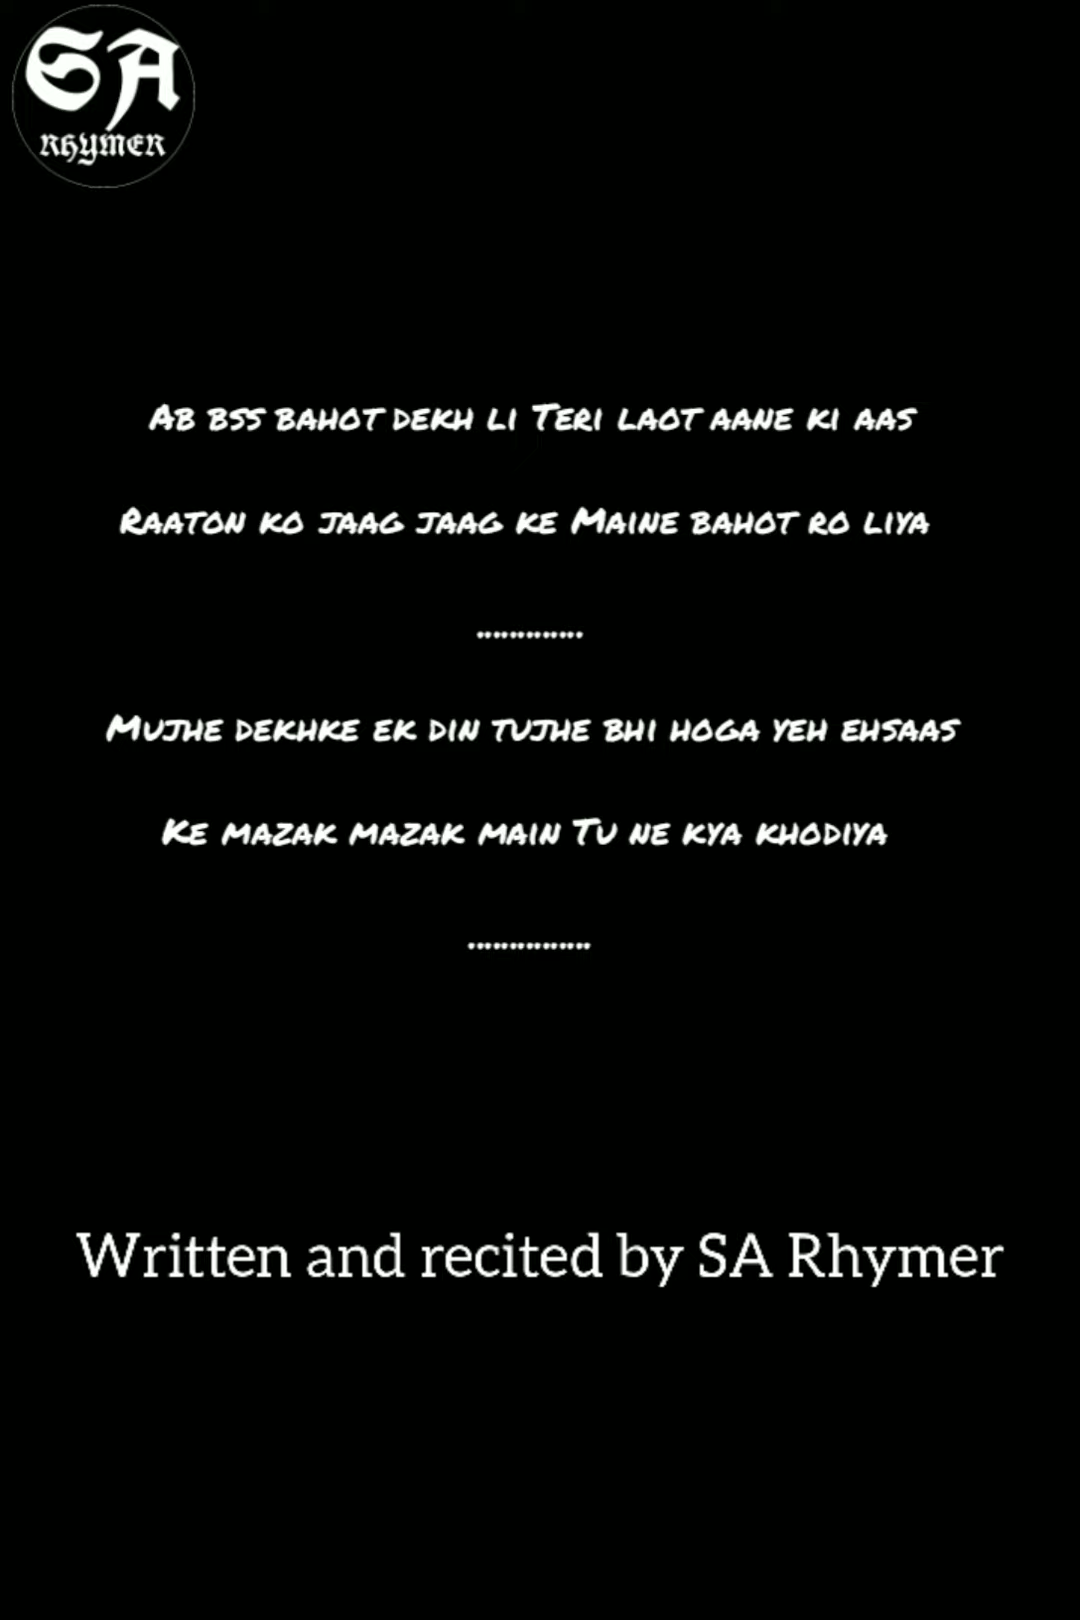 SA
RHYMER
Ab bss bahot dekh li Teri laot aane ki aas
Raaton ko jaag jaag ke Maine bahot ro liya
.............
Mujhe dekhke ek din tujhe bhi hoga yeh ehsaas
Ke mazak mazak main Tu ne kya khodiya
...............
Written and recited by SA Rhymer